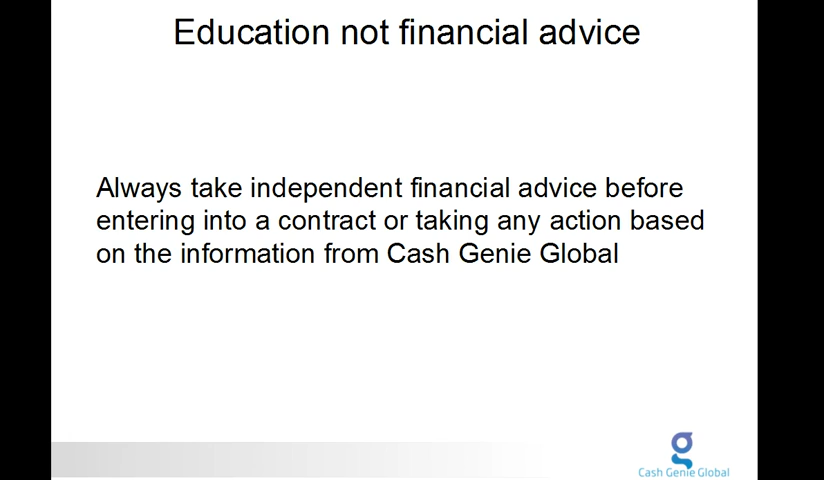 Education not financial advice
Always take independent financial advice before
entering into a contract or taking any action based
on the information from Cash Genie Global
g
Cash Genie Global